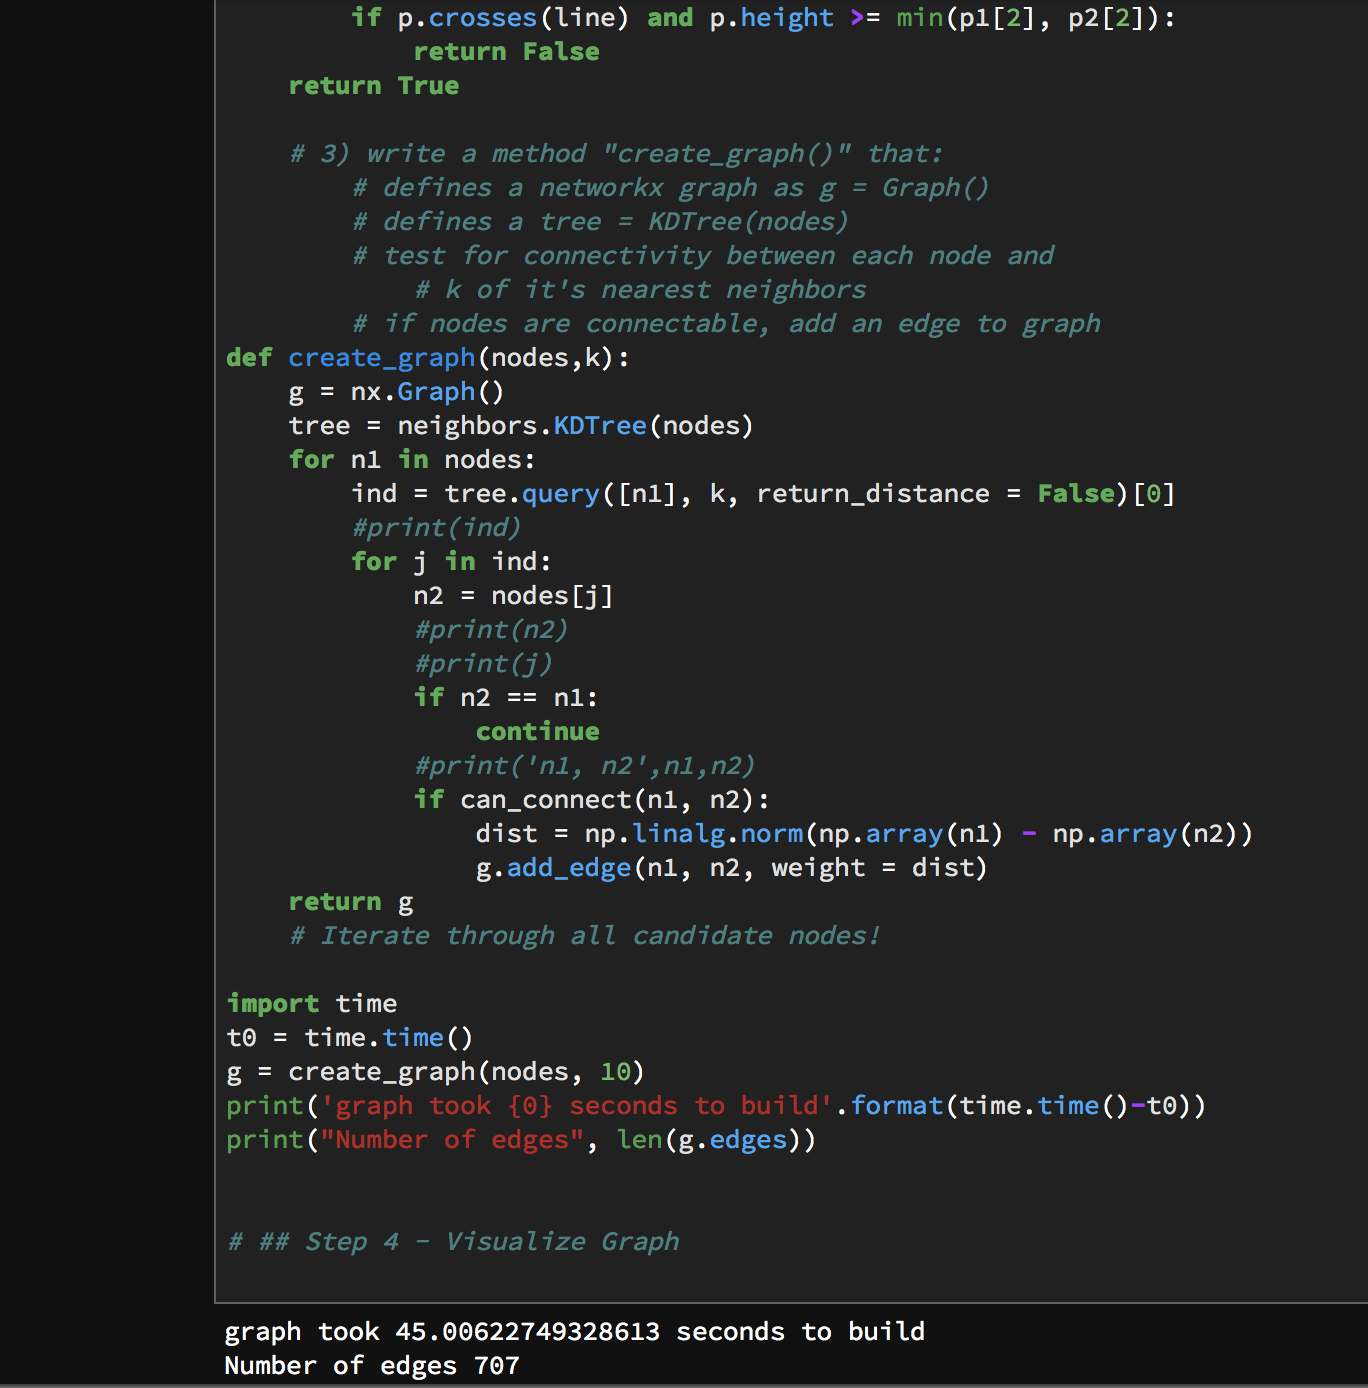 if p.crosses(line) and p.height >= min(p1[2], p2[2]):
return False
return True
# 3) write a method "create_graph()" that:
# defines a networkx graph as g = Graph()
# defines a tree = KDTree(nodes)
# test for connectivity between each node and
# k of it's nearest neighbors
# if nodes are connectable, add an edge to graph
def create_graph(nodes,k):
g = nx.Graph()
tree = neighbors.KDTree(nodes)
for n1 in nodes:
ind = tree.query([n1], k, return_distance = False)[0]
#print(ind)
for j in ind:
n2 = nodes[j]
#print(n2)
#print(j)
if n2 == n1:
continue
#print('n1, n2',n1,n2)
if can_connect(n1, n2):
dist = np.linalg.norm(np.array(n1) - np.array(n2))
g.add_edge(n1, n2, weight = dist)
return g
# Iterate through all candidate nodes!
import time
t0 = time.time()
g = create_graph(nodes, 10)
print('graph took {0} seconds to build'.format(time.time()-t0))
print("Number of edges", len(g.edges))
# ## Step 4 - Visualize Graph
graph took 45.00622749328613 seconds to build
Number of edges 707